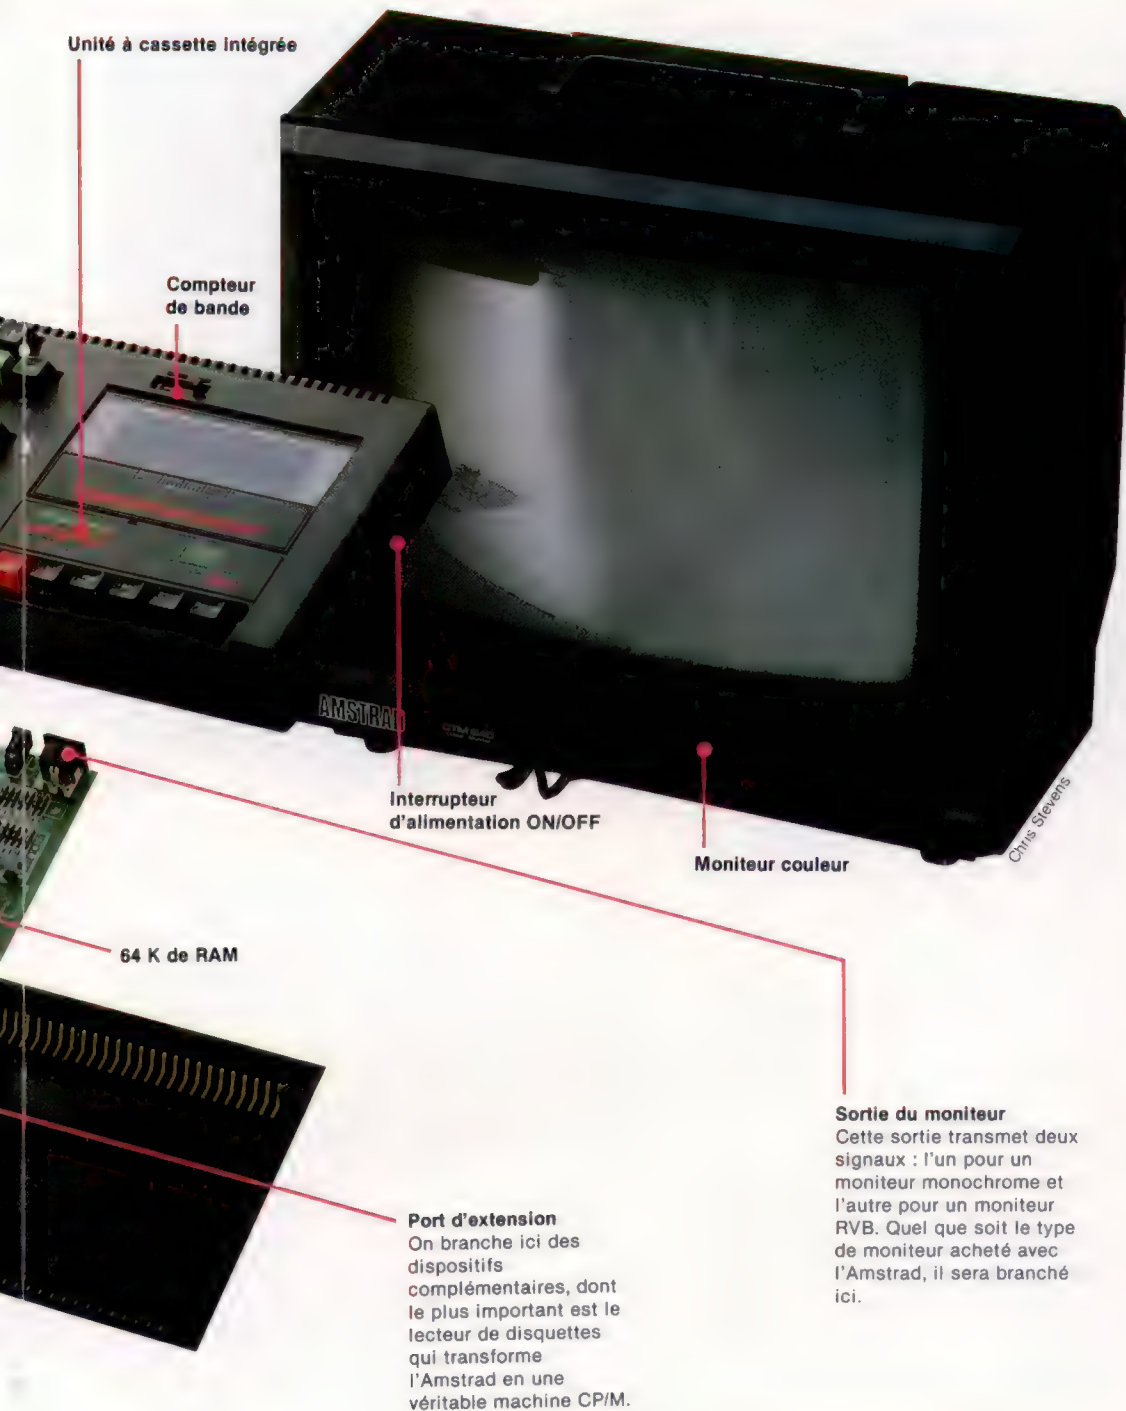 Unité à cassette intégrée
Compteur
de bande
AMSTRAD
Interrupteur
d'alimentation ON/OFF
Moniteur couleur
Chris Stevens
64 K de RAM
Sortie du moniteur
Cette sortie transmet deux
signaux : l'un pour un
moniteur monochrome et
l'autre pour un moniteur
RVB. Quel que soit le type
de moniteur acheté avec
l'Amstrad, il sera branché
ici.
Port d'extension
On branche ici des
dispositifs
complémentaires, dont
le plus important est le
lecteur de disquettes
qui transforme
l'Amstrad en une
véritable machine CP/M.